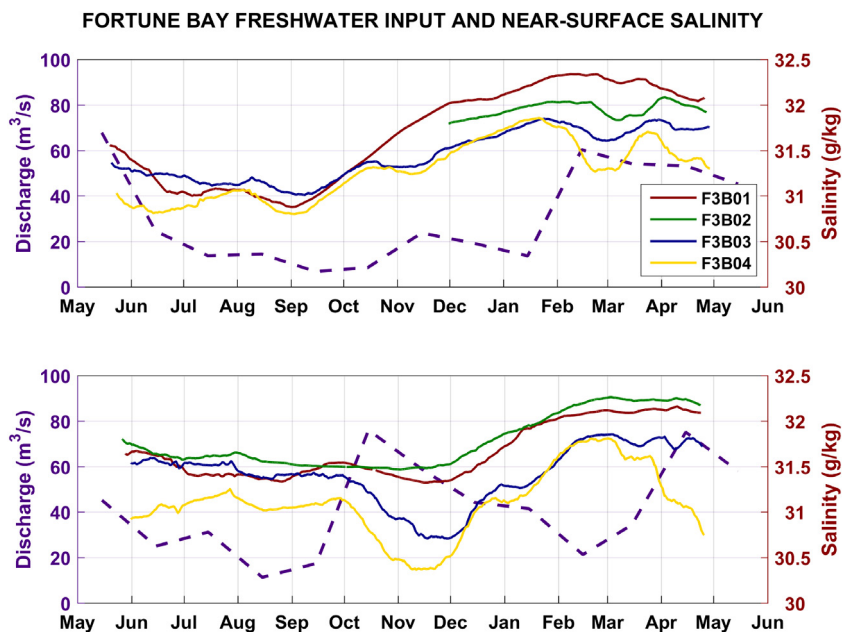 FORTUNE BAY FRESHWATER INPUT AND NEAR-SURFACE SALINITY
100
80
60
40
20
0
Discharge (m³/s)
32.5
32
31.5
31
30.5
30
Salinity (g/kg)
F3B01
F3B02
F3B03
F3B04
May Jun Jul Aug Sep Oct Nov Dec Jan Feb Mar Apr May Jun
100
80
60
40
20
0
Discharge (m³/s)
32.5
32
31.5
31
30.5
30
Salinity (g/kg)
May Jun Jul Aug Sep Oct Nov Dec Jan Feb Mar Apr May Jun